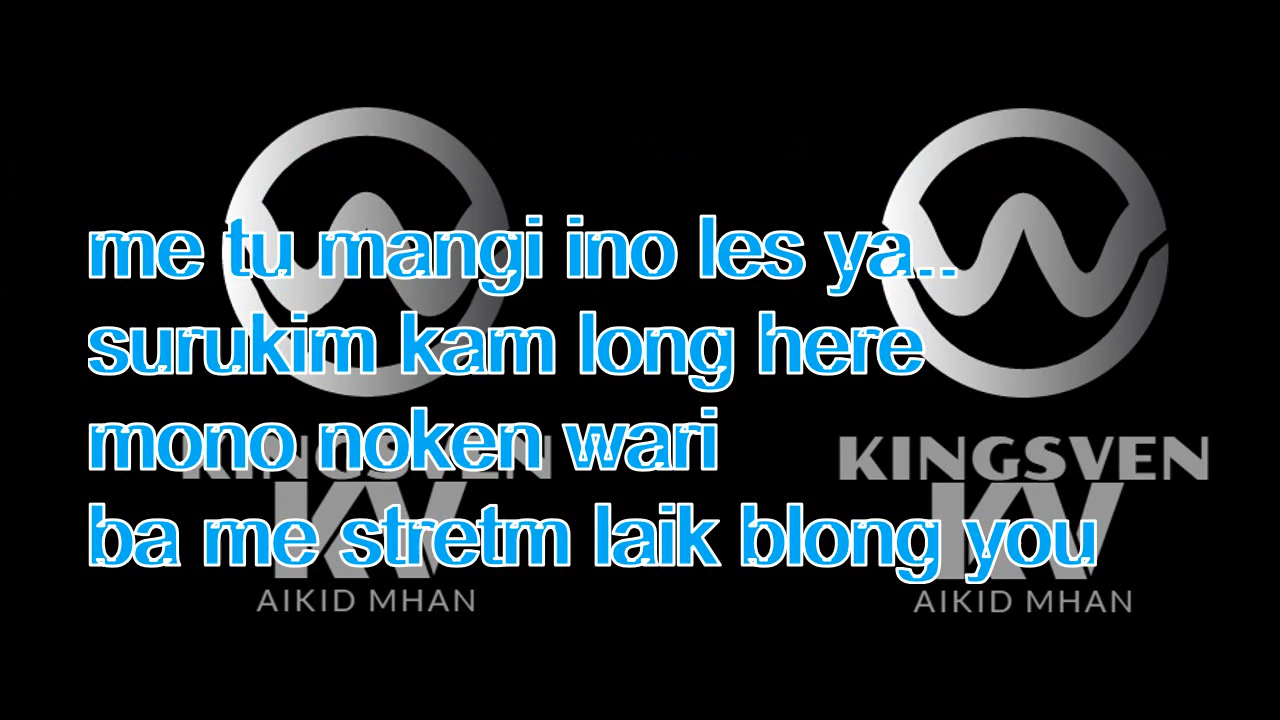 me tu mangi ino les ya..
surukim kam long here
mono noken wari
ba me stretm laik blong you
KINGSVEN
KV
AIKID MHAN
KINGSVEN
KV
AIKID MHAN